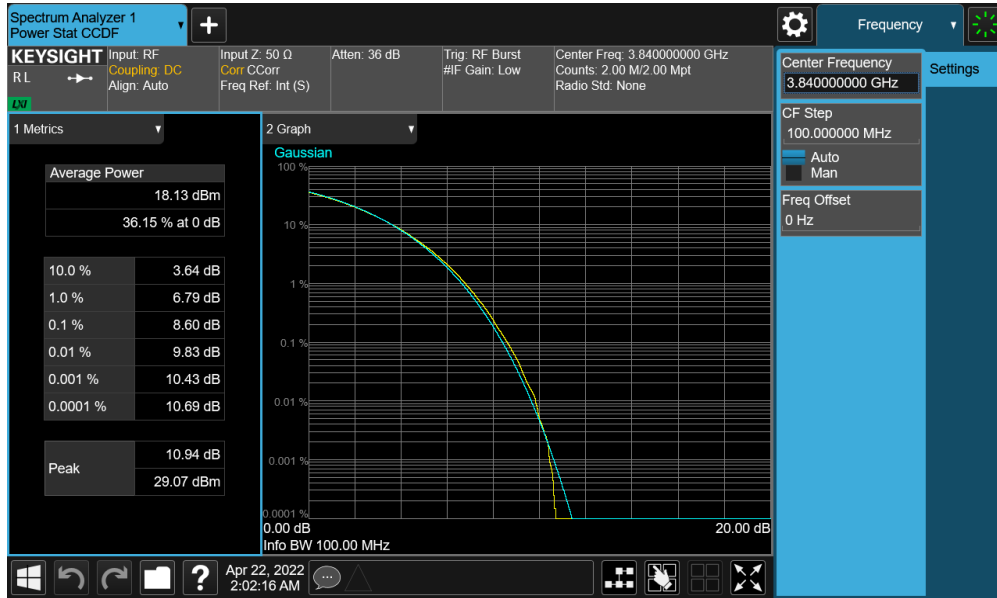 Spectrum Analyzer 1
Power Stat CCDF
Frequency
KEYSIGHT
R L
LXI
Input: RF
Coupling: DC
Align: Auto
Input Z: 50 Ω
Corr CCorr
Freq Ref: Int (S)
Atten: 36 dB
Trig: RF Burst
#IF Gain: Low
Center Freq: 3.840000000 GHz
Counts: 2.00 M/2.00 Mpt
Radio Std: None
1 Metrics
Average Power
18.13 dBm
36.15 % at 0 dB
10.0 % 3.64 dB
1.0 % 6.79 dB
0.1 % 8.60 dB
0.01 % 9.83 dB
0.001 % 10.43 dB
0.0001 % 10.69 dB
Peak
10.94 dB
29.07 dBm
2 Graph
Gaussian
100 %
10 %
1 %
0.1 %
0.01 %
0.001 %
0.0001 %
0.00 dB 20.00 dB
Info BW 100.00 MHz
Center Frequency
3.840000000 GHz
CF Step
100.000000 MHz
Auto
Man
Freq Offset
0 Hz
Settings
?
Apr 22, 2022
2:02:16 AM